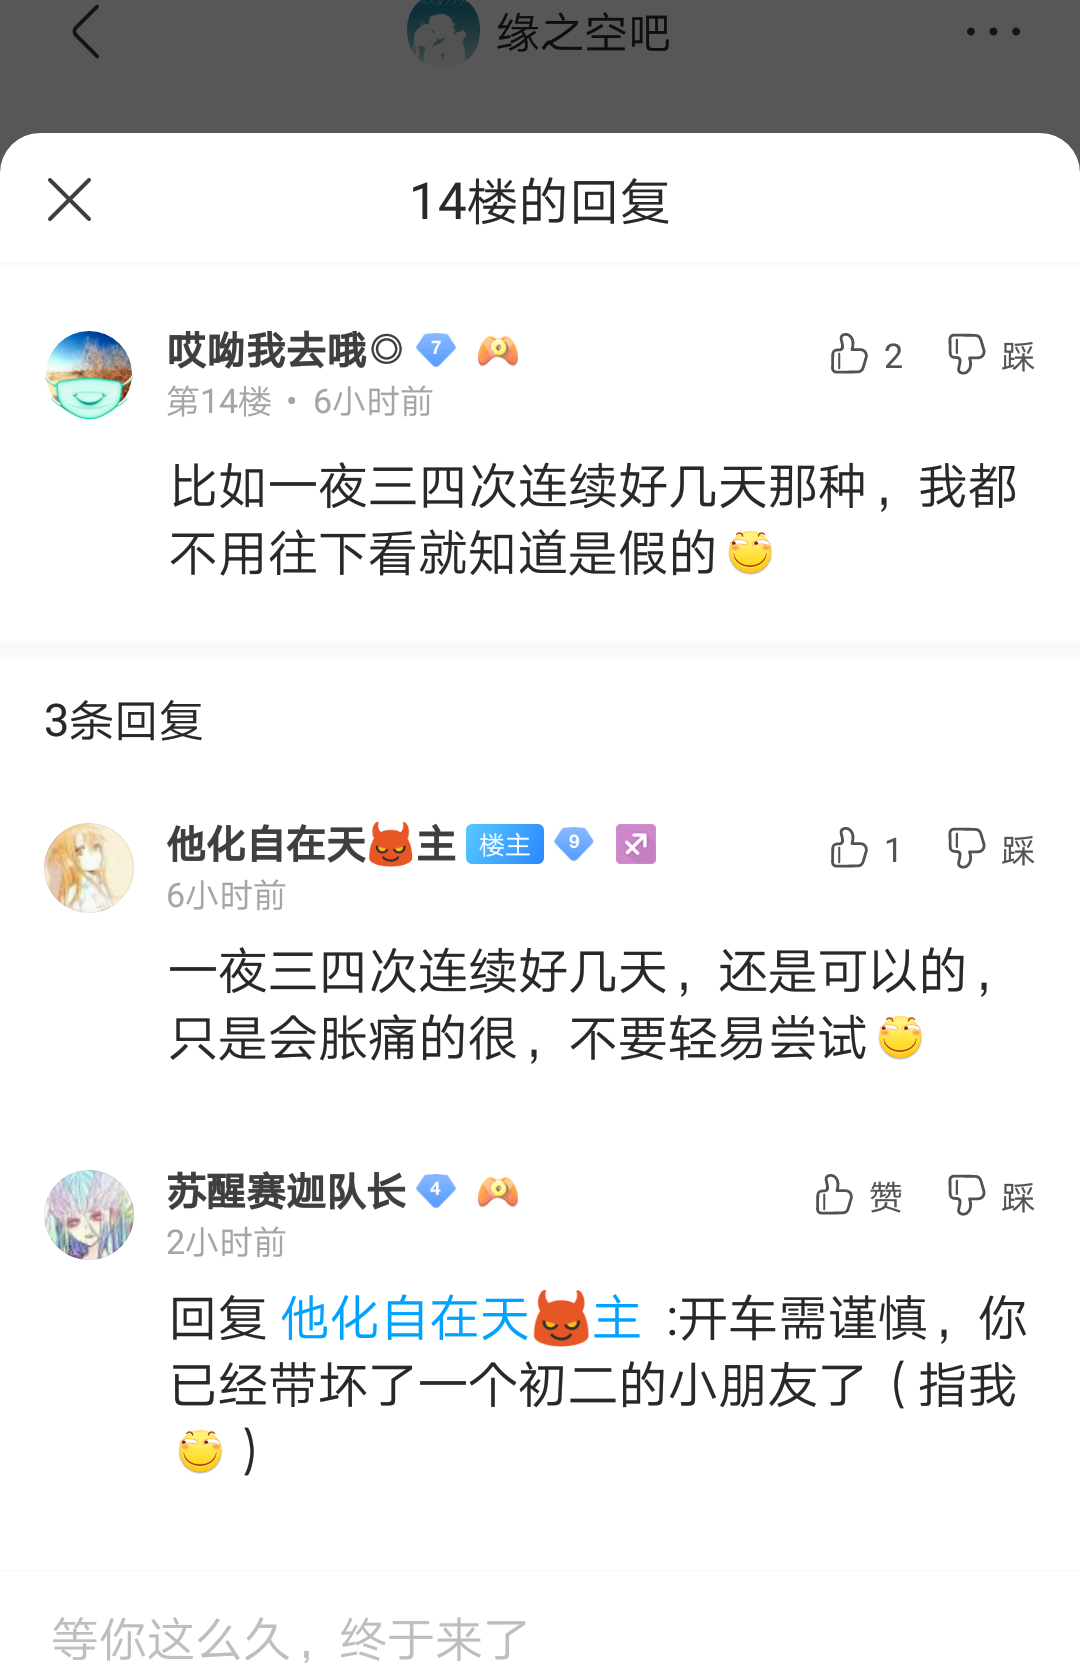 缘之空吧
14楼的回复
哎呦我去哦◎ 7
2 踩
第14楼 • 6小时前
比如一夜三四次连续好几天那种，我都
不用往下看就知道是假的
3条回复
他化自在天👿主 楼主 9
1 踩
6小时前
一夜三四次连续好几天，还是可以的，
只是会胀痛的很，不要轻易尝试
苏醒赛迦队长 4
赞 踩
2小时前
回复 他化自在天👿主 :开车需谨慎，你
已经带坏了一个初二的小朋友了（指我
）
等你这么久，终于来了